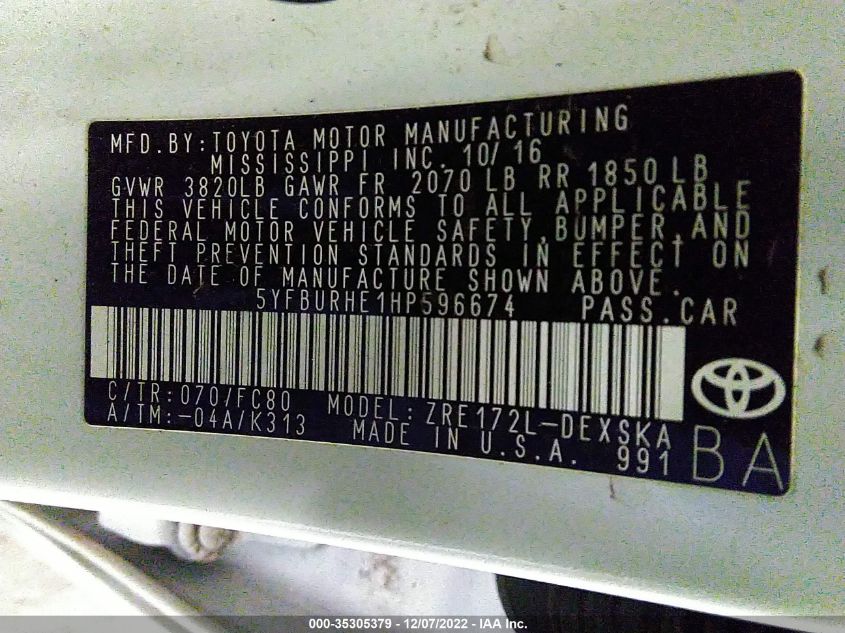 MFD.BY:TOYOTA MOTOR MANUFACTURING
MISSISSIPPI INC. 10/16
GVWR 3820LB GAWR FR 2070 LB RR 1850 LB
THIS VEHICLE CONFORMS TO ALL APPLICABLE
FEDERAL MOTOR VEHICLE SAFETY,BUMPER,AND
THEFT PREVENTION STANDARDS IN EFFECT ON
THE DATE OF MANUFACTURE SHOWN ABOVE.
5YFBURHE1HP596674 PASS.CAR
C/TR:070/FC80 MODEL:ZRE172L-DEXSKA
A/TM:-04A/K313 MADE IN U.S.A. 991
BA
000-35305379 - 12/07/2022 - IAA Inc.